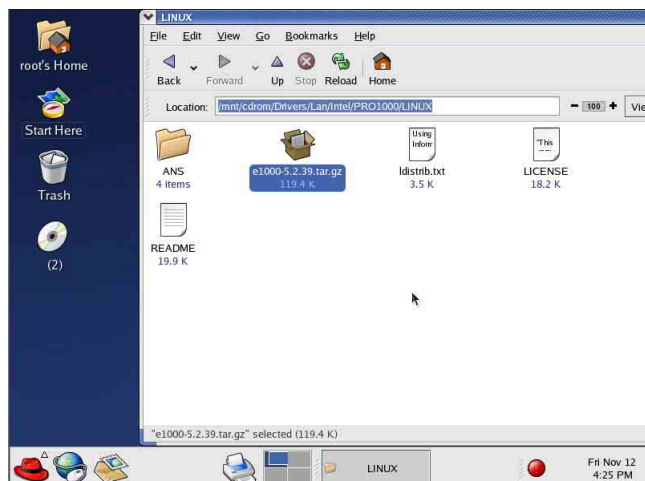 LINUX
File Edit View Go Bookmarks Help
Back Forward Up Stop Reload Home
Location: /mnt/cdrom/Drivers/Lan/Intel/PRO1000/LINUX
100
root's Home
Start Here
Trash
(2)
ANS
4 items
e1000-5.2.39.tar.gz
119.4 K
Using
Inform
ldistrib.txt
3.5 K
"This
LICENSE
18.2 K
README
19.9 K
"e1000-5.2.39.tar.gz" selected (119.4 K)
LINUX
Fri Nov 12
4:25 PM